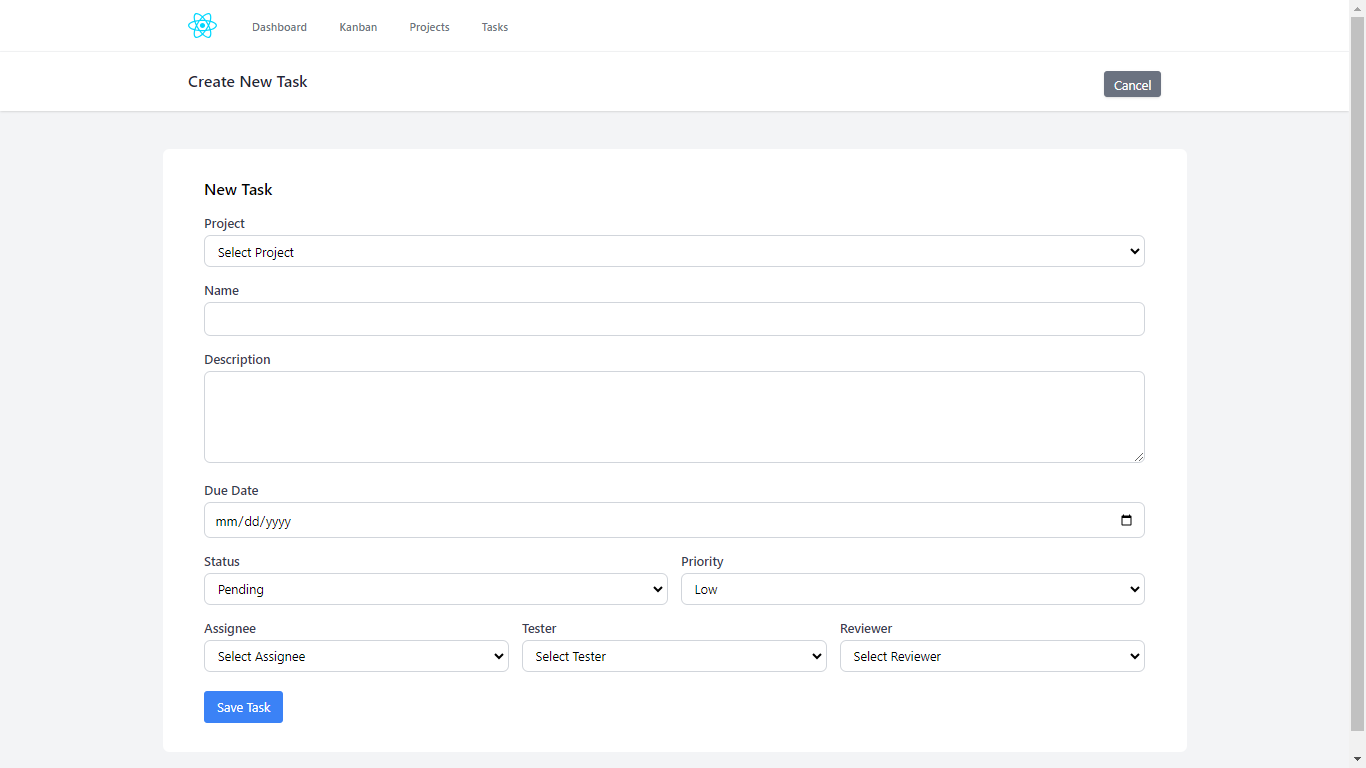 Dashboard Kanban Projects Tasks
Create New Task Cancel
New Task
Project
Select Project
Name
Description
Due Date
mm/dd/yyyy
Status Priority
Pending Low
Assignee Tester Reviewer
Select Assignee Select Tester Select Reviewer
Save Task